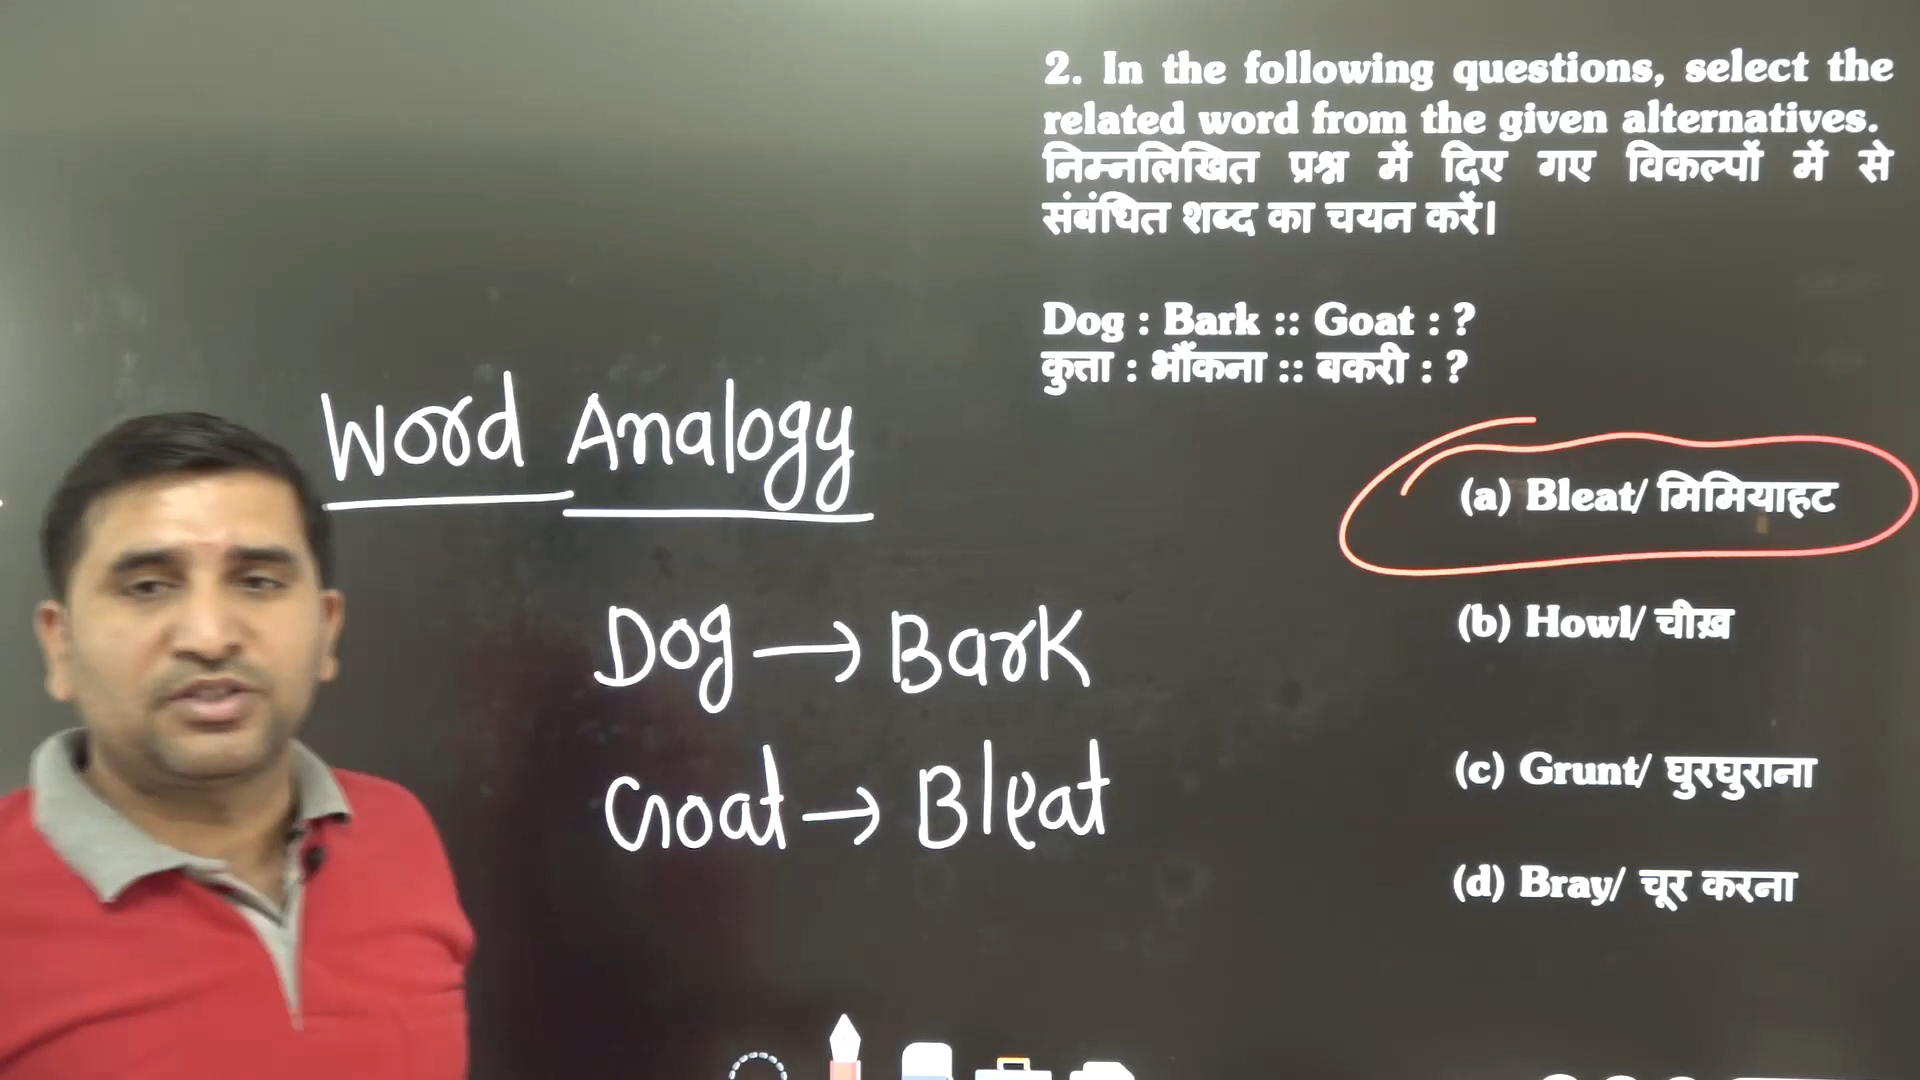 2. In the following questions, select the
related word from the given alternatives.
निम्नलिखित प्रश्न में दिए गए विकल्पों में से
संबंधित शब्द का चयन करें।
Dog : Bark :: Goat : ?
कुत्ता : भौंकना :: बकरी : ?
Word Analogy
(a) Bleat/ मिमियाहट
(b) Howl/ चीख़
Dog → Bark
(c) Grunt/ घुरघुराना
Goat → Bleat
(d) Bray/ चूर करना